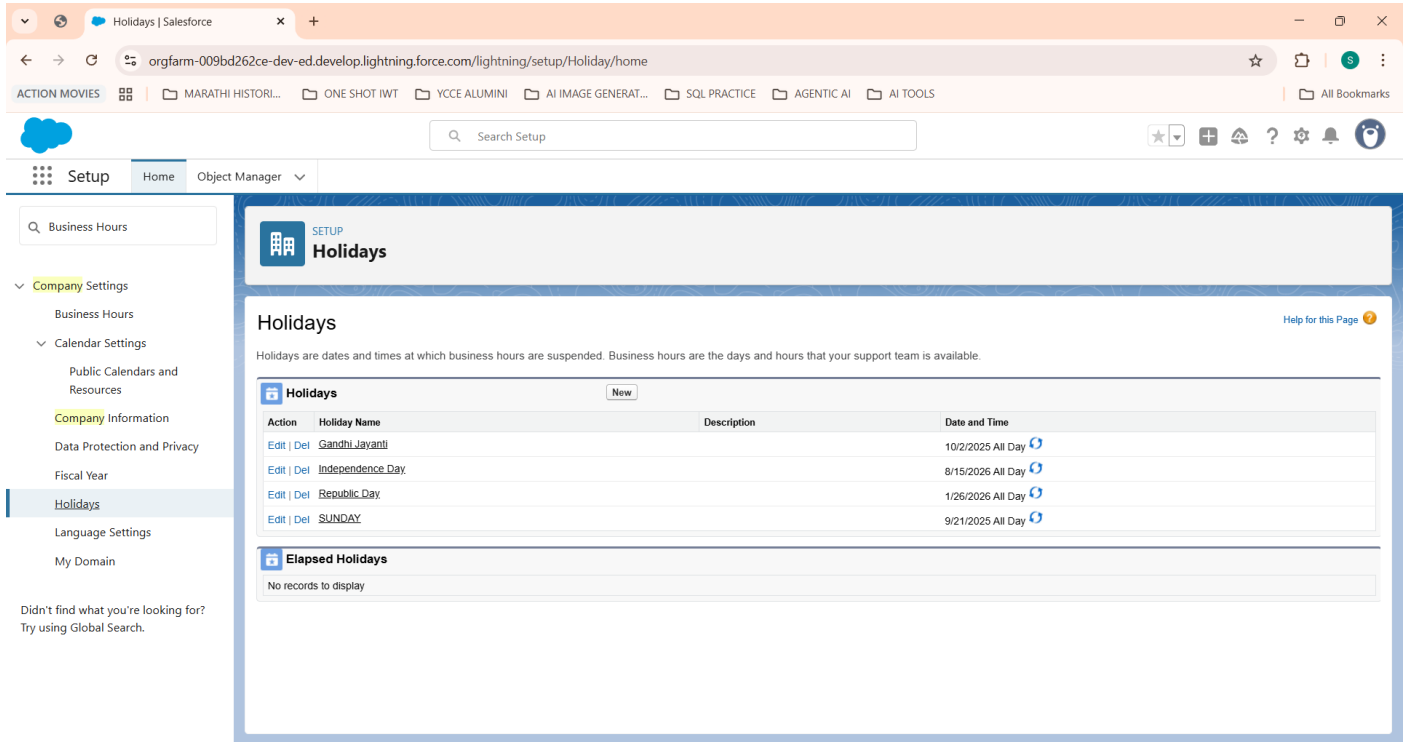 Holidays | Salesforce
orgfarm-009bd262ce-dev-ed.develop.lightning.force.com/lightning/setup/Holiday/home
S
ACTION MOVIES MARATHI HISTORI... ONE SHOT IWT YCCE ALUMINI AI IMAGE GENERAT... SQL PRACTICE AGENTIC AI AI TOOLS All Bookmarks
Search Setup
Setup Home Object Manager
Business Hours
Company Settings
Business Hours
Calendar Settings
Public Calendars and
Resources
Company Information
Data Protection and Privacy
Fiscal Year
Holidays
Language Settings
My Domain
Didn't find what you're looking for?
Try using Global Search.
SETUP
Holidays
Holidays
Help for this Page ?
Holidays are dates and times at which business hours are suspended. Business hours are the days and hours that your support team is available.
Holidays New
Action Holiday Name Description Date and Time
Edit | Del Gandhi Jayanti 10/2/2025 All Day
Edit | Del Independence Day 8/15/2026 All Day
Edit | Del Republic Day 1/26/2026 All Day
Edit | Del SUNDAY 9/21/2025 All Day
Elapsed Holidays
No records to display